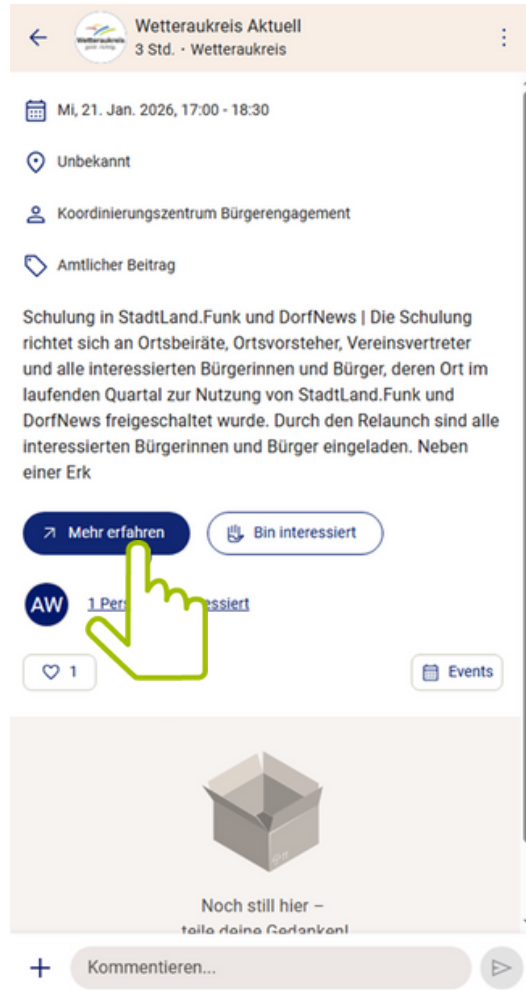 Wetteraukreis Aktuell
3 Std. · Wetteraukreis
Mi, 21. Jan. 2026, 17:00 - 18:30
Unbekannt
Koordinierungszentrum Bürgerengagement
Amtlicher Beitrag
Schulung in StadtLand.Funk und DorfNews | Die Schulung
richtet sich an Ortsbeiräte, Ortsvorsteher, Vereinsvertreter
und alle interessierten Bürgerinnen und Bürger, deren Ort im
laufenden Quartal zur Nutzung von StadtLand.Funk und
DorfNews freigeschaltet wurde. Durch den Relaunch sind alle
interessierten Bürgerinnen und Bürger eingeladen. Neben
einer Erk
Mehr erfahren
Bin interessiert
AW
1 Pers
essiert
1
Events
Noch still hier –
teile deine Gedanken!
Kommentieren...